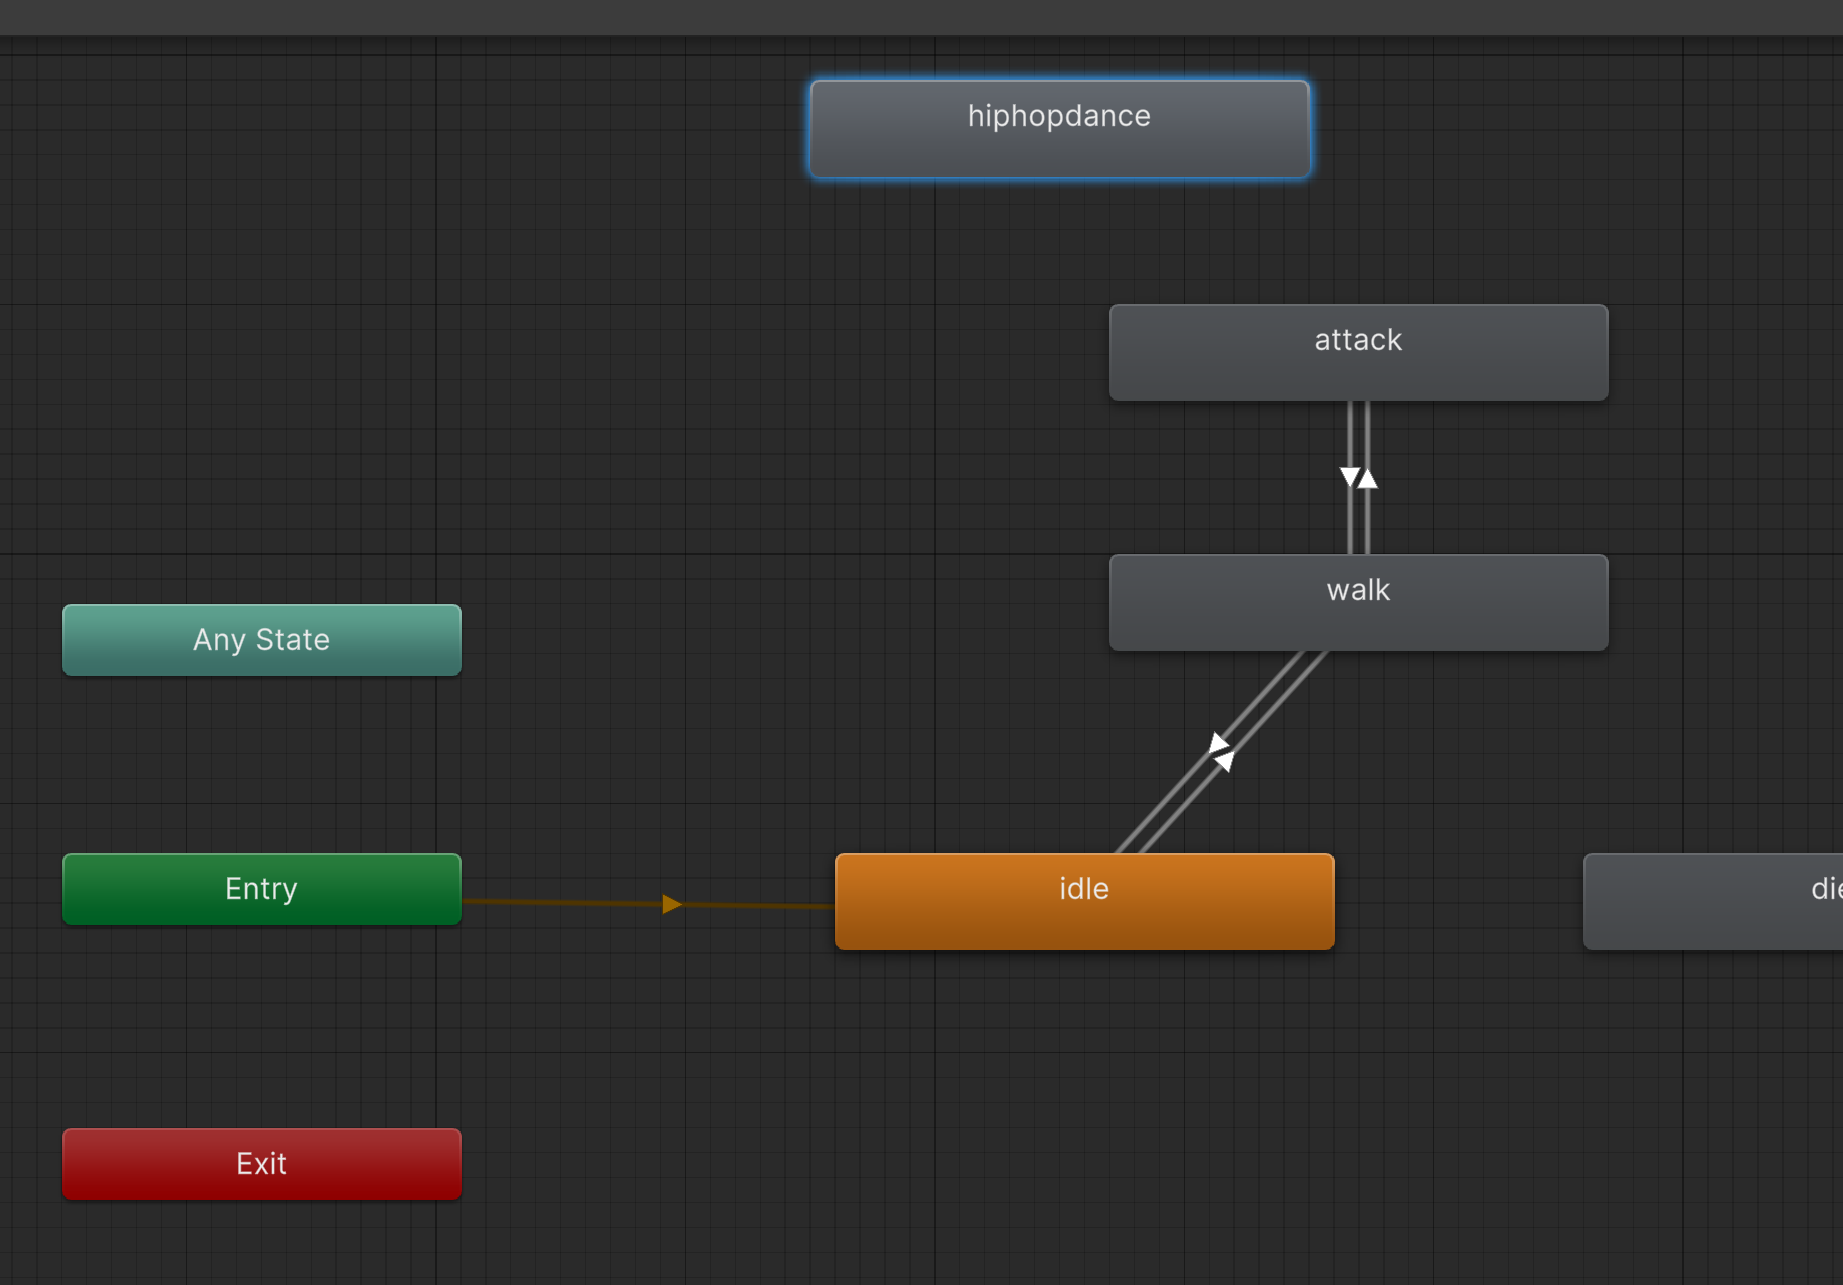 hiphopdance
attack
walk
Any State
Entry
idle
Exit